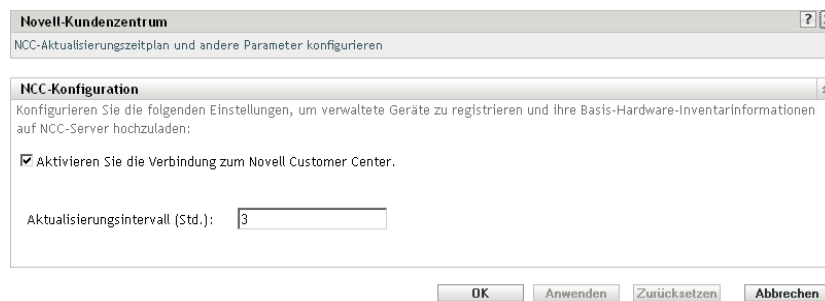 Novell-Kundenzentrum ?
NCC-Aktualisierungszeitplan und andere Parameter konfigurieren
NCC-Konfiguration
Konfigurieren Sie die folgenden Einstellungen, um verwaltete Geräte zu registrieren und ihre Basis-Hardware-Inventarinformationen
auf NCC-Server hochzuladen:
Aktivieren Sie die Verbindung zum Novell Customer Center.
Aktualisierungsintervall (Std.): 3
OK Anwenden Zurücksetzen Abbrechen